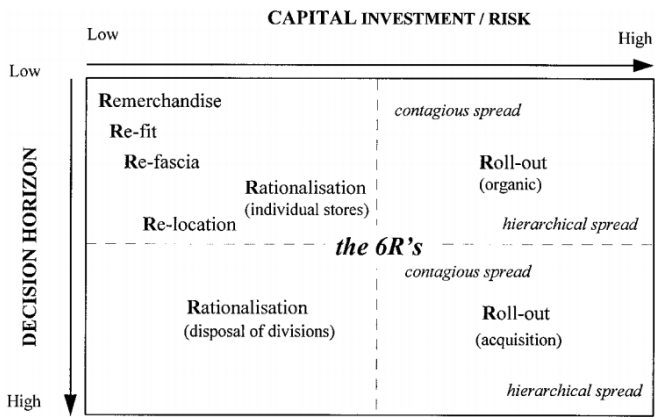 CAPITAL INVESTMENT / RISK
Low
High
Low
DECISION HORIZON
High
Remerchandise
Re-fit
Re-fascia
Rationalisation
(individual stores)
Re-location
contagious spread
Roll-out
(organic)
hierarchical spread
the 6R's
Rationalisation
(disposal of divisions)
contagious spread
Roll-out
(acquisition)
hierarchical spread